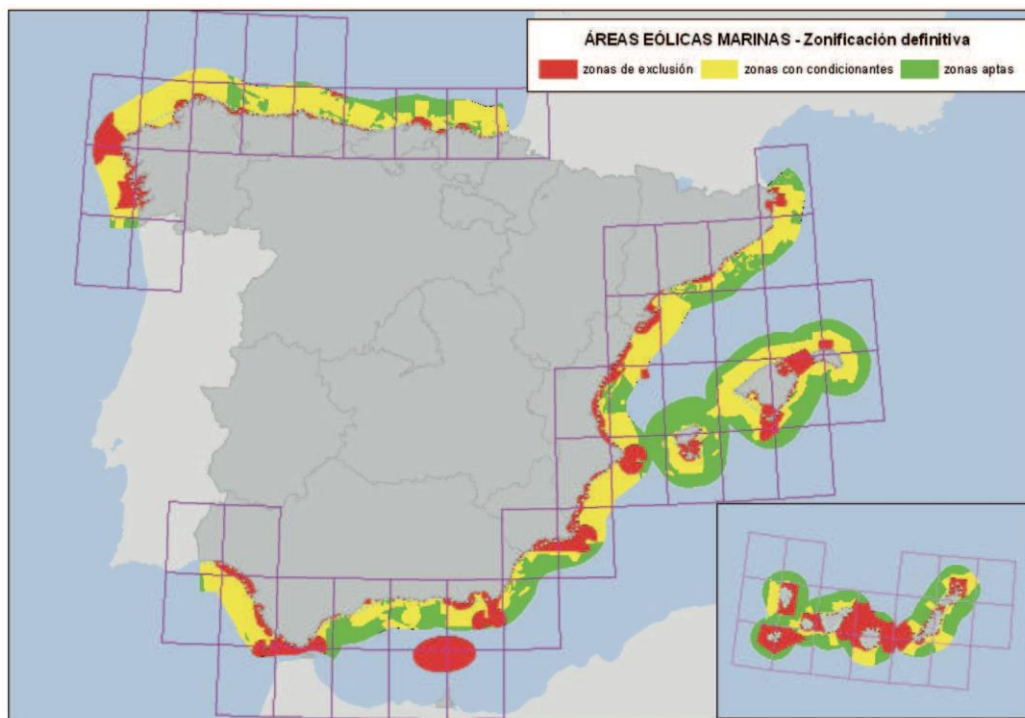 ÁREAS EÓLICAS MARINAS - Zonificación definitiva
zonas de exclusión zonas con condicionantes zonas aptas